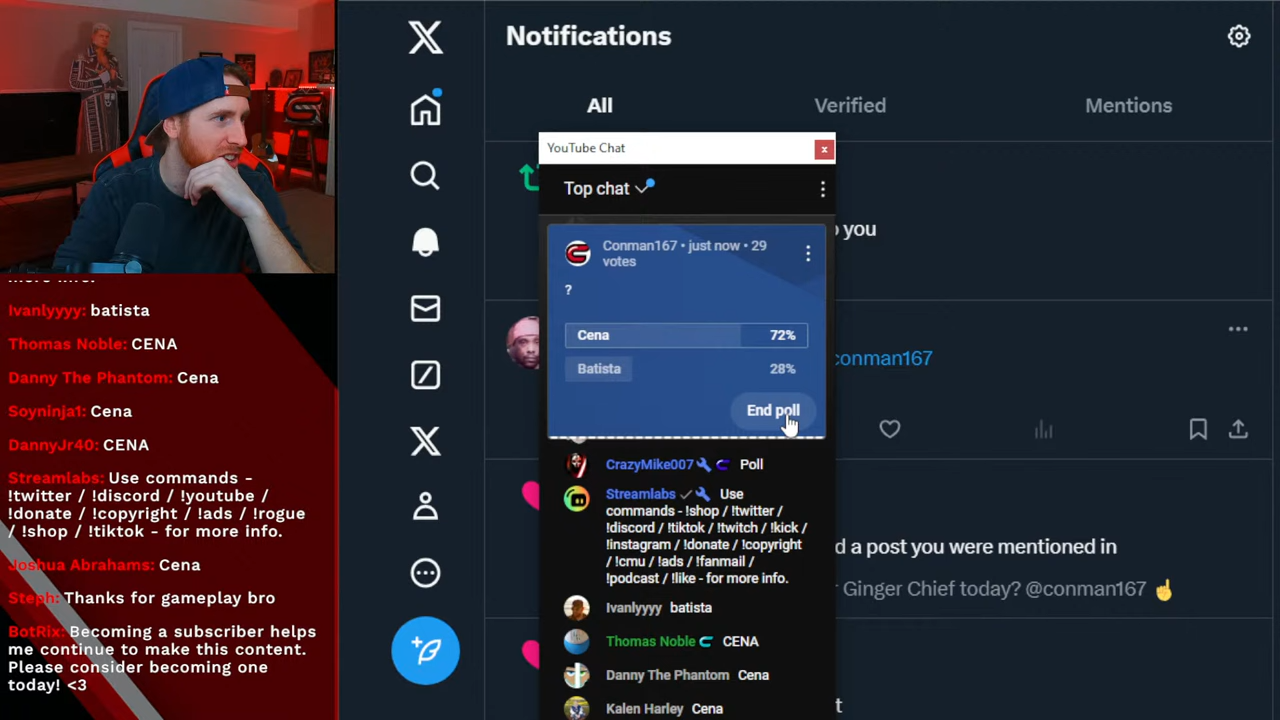 more info.
Ivanlyyyy: batista
Thomas Noble: CENA
Danny The Phantom: Cena
Soyninja1: Cena
DannyJr40: CENA
Streamlabs: Use
commands -
!twitter / !discord / !youtube /
!donate / !copyright / !ads / !rogue
/ !shop / !tiktok - for more info.
Joshua Abrahams: Cena
Steph: Thanks for gameplay bro
BotRix: Becoming a subscriber helps
me continue to make this content.
Please consider becoming one
today! <3
Notifications
All
Verified
Mentions
YouTube Chat
Top chat
Conman167 • just now • 29
votes
?
Cena 72%
Batista 28%
End poll
CrazyMike007 Poll
Streamlabs Use
commands - !shop / !twitter /
!discord / !tiktok / !twitch / !kick /
!instagram / !donate / !copyright
/ !cmu / !ads / !fanmail /
!podcast / !like - for more info.
Ivanlyyyy batista
Thomas Noble CENA
Danny The Phantom Cena
Kalen Harley Cena
you
conman167
d a post you were mentioned in
Ginger Chief today? @conman167 ☝